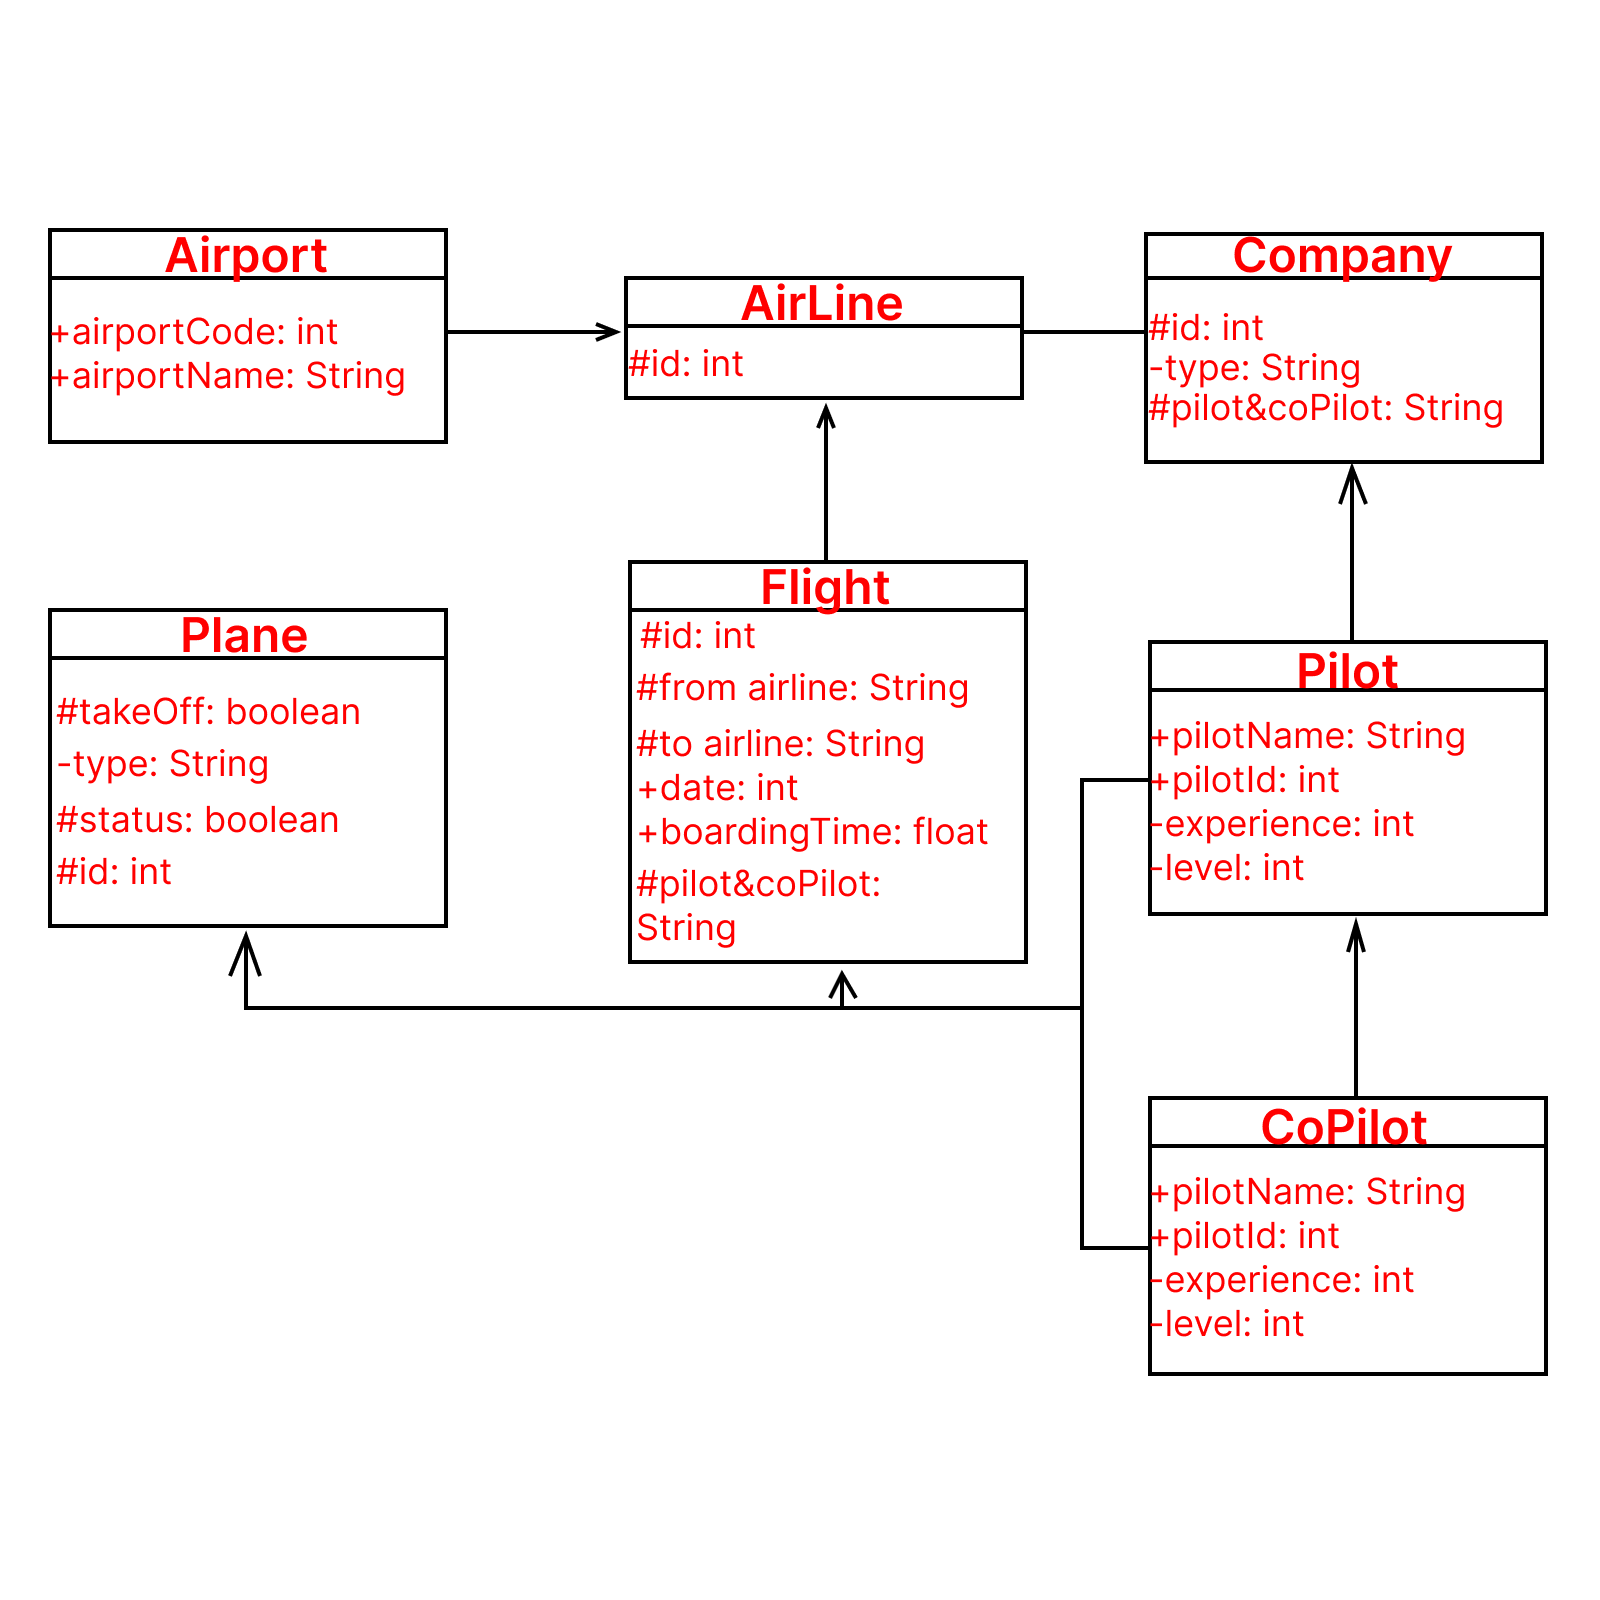 Airport
+airportCode: int
+airportName: String
AirLine
#id: int
Company
#id: int
-type: String
#pilot&coPilot: String
Plane
#takeOff: boolean
-type: String
#status: boolean
#id: int
Flight
#id: int
#from airline: String
#to airline: String
+date: int
+boardingTime: float
#pilot&coPilot:
String
Pilot
+pilotName: String
+pilotId: int
-experience: int
-level: int
CoPilot
+pilotName: String
+pilotId: int
-experience: int
-level: int